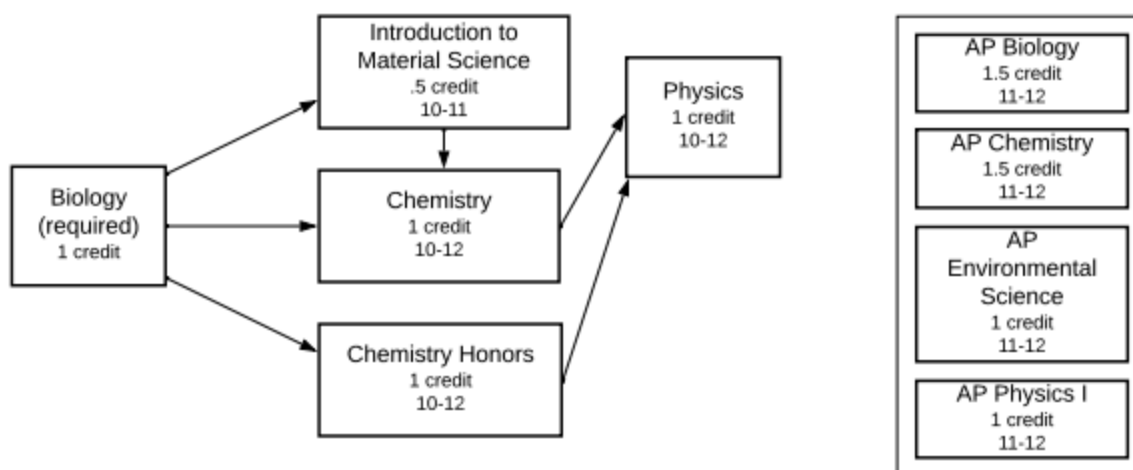 Introduction to
Material Science
.5 credit
10-11
Biology
(required)
1 credit
Chemistry
1 credit
10-12
Chemistry Honors
1 credit
10-12
Physics
1 credit
10-12
AP Biology
1.5 credit
11-12
AP Chemistry
1.5 credit
11-12
AP
Environmental
Science
1 credit
11-12
AP Physics I
1 credit
11-12